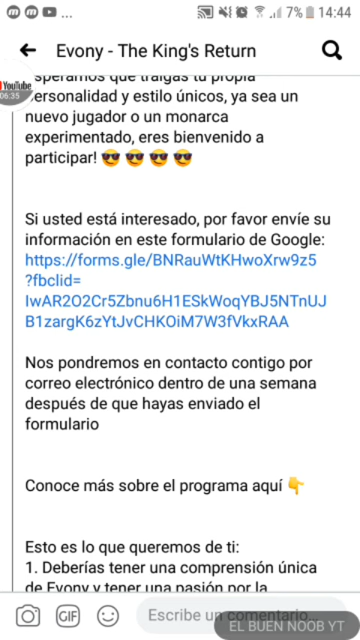 7% 14:44
Evony - The King's Return
YouTube
06:35
esperamos que traigas tu propia
personalidad y estilo únicos, ya sea un
nuevo jugador o un monarca
experimentado, eres bienvenido a
participar! 😎 😎 😎 😎
Si usted está interesado, por favor envíe su
información en este formulario de Google:
https://forms.gle/BNRauWtKHwoXrw9z5
?fbclid=
IwAR2O2Cr5Zbnu6H1ESkWoqYBJ5NTnUJ
B1zargK6zYtJvCHKOiM7W3fVkxRAA
Nos pondremos en contacto contigo por
correo electrónico dentro de una semana
después de que hayas enviado el
formulario
Conoce más sobre el programa aquí 👇
Esto es lo que queremos de ti:
1. Deberías tener una comprensión única
de Evony y tener una pasión por la
GIF
Escribe un comentario...
EL BUEN NOOB YT